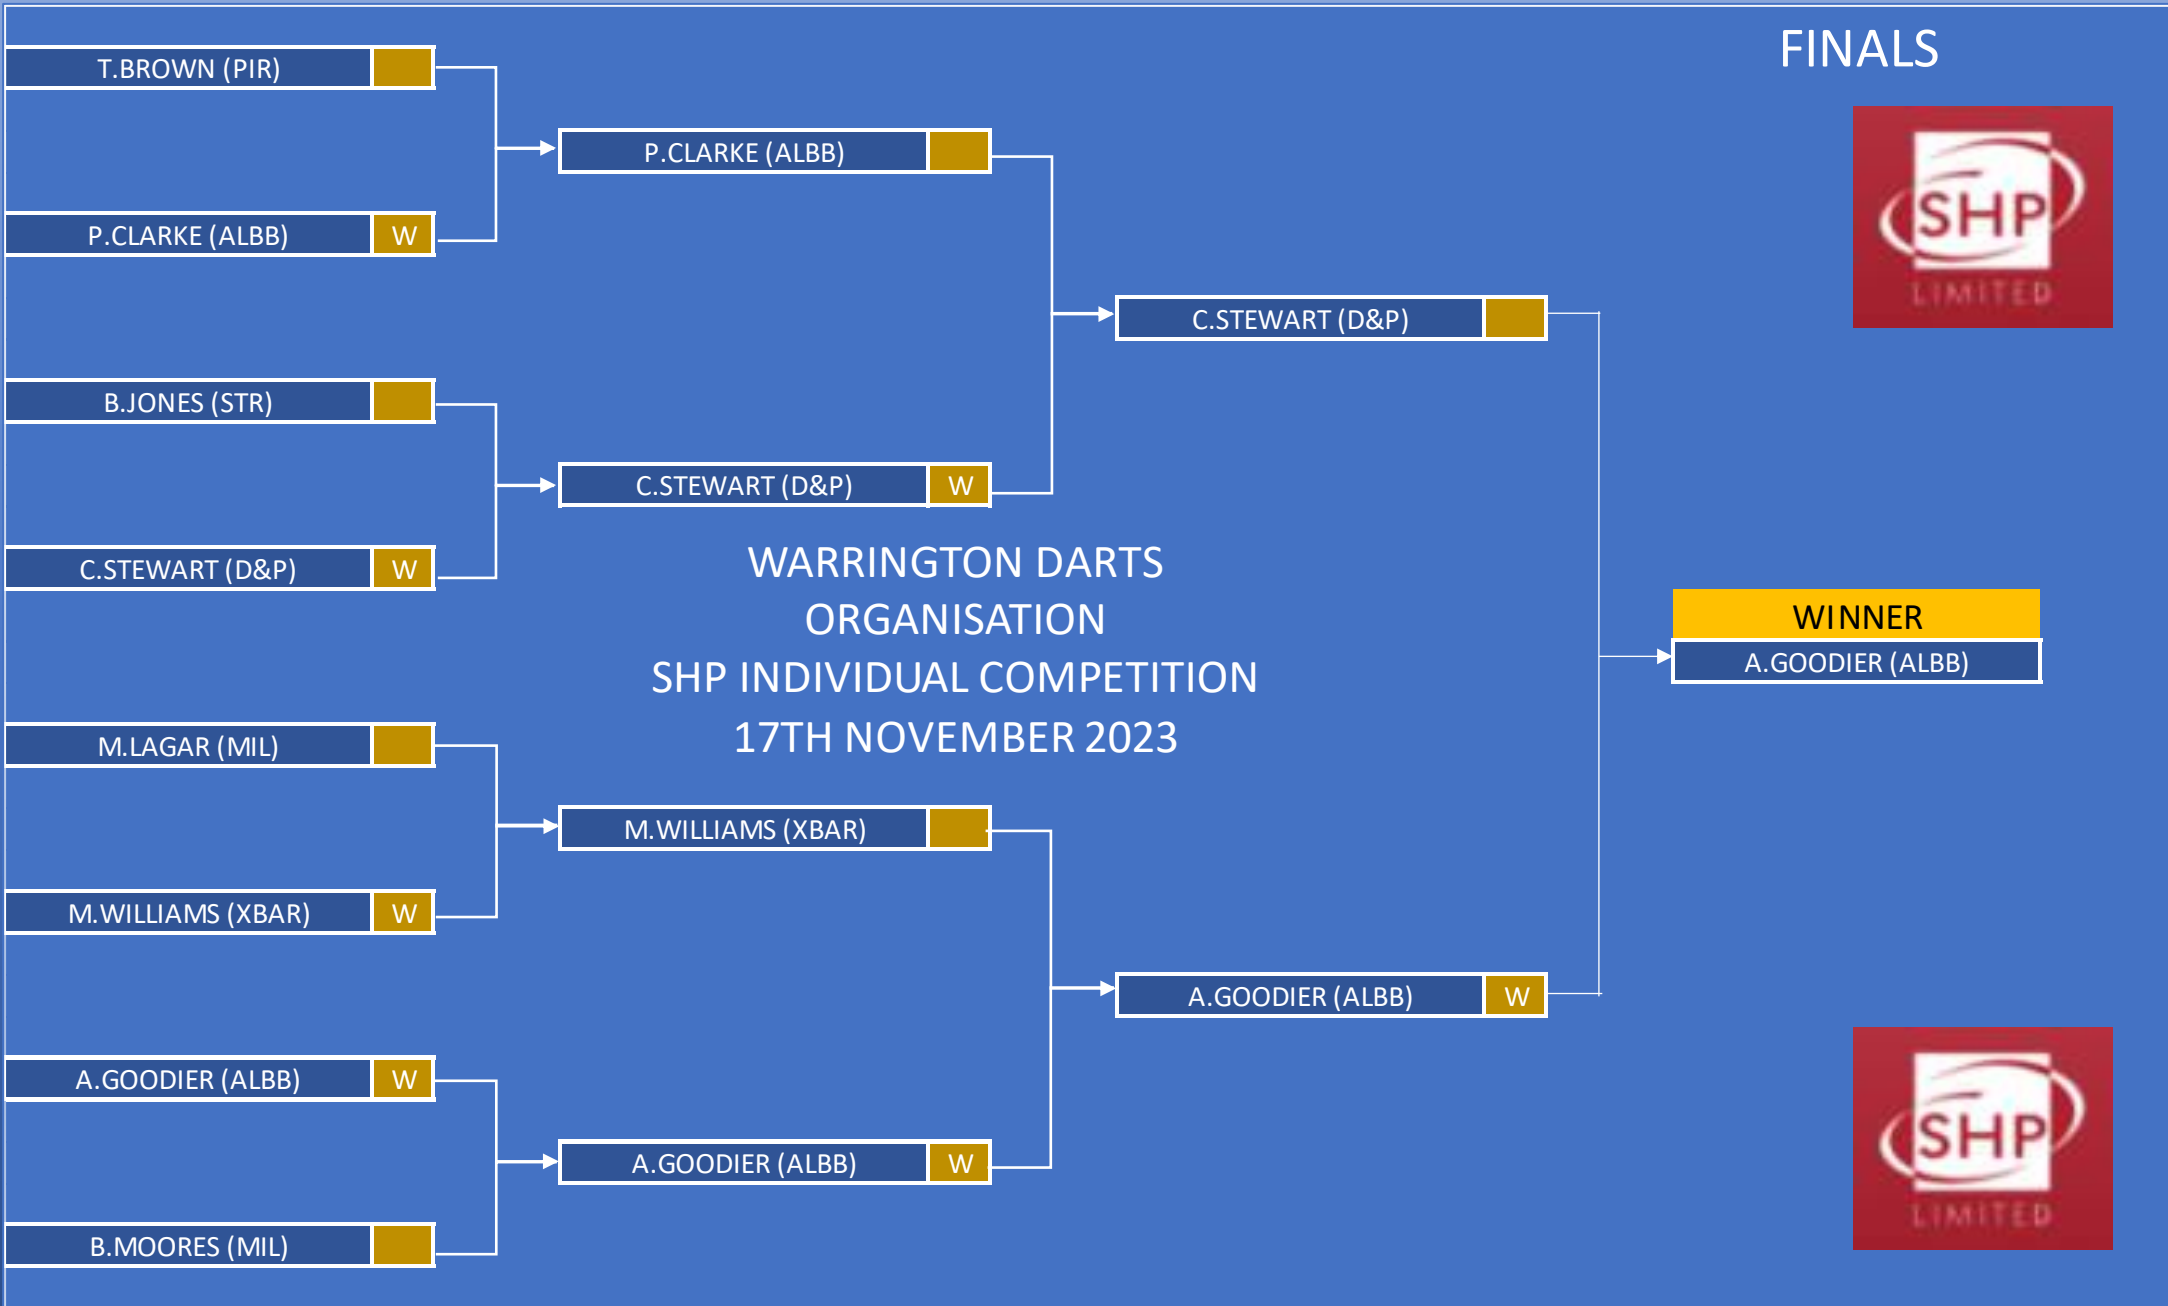 FINALS
T.BROWN (PIR)
P.CLARKE (ALBB) W
B.JONES (STR)
C.STEWART (D&P) W
M.LAGAR (MIL)
M.WILLIAMS (XBAR) W
A.GOODIER (ALBB) W
B.MOORES (MIL)
P.CLARKE (ALBB)
C.STEWART (D&P) W
WARRINGTON DARTS
ORGANISATION
SHP INDIVIDUAL COMPETITION
17TH NOVEMBER 2023
M.WILLIAMS (XBAR)
A.GOODIER (ALBB) W
C.STEWART (D&P)
A.GOODIER (ALBB) W
WINNER
A.GOODIER (ALBB)
SHP
LIMITED
SHP
LIMITED